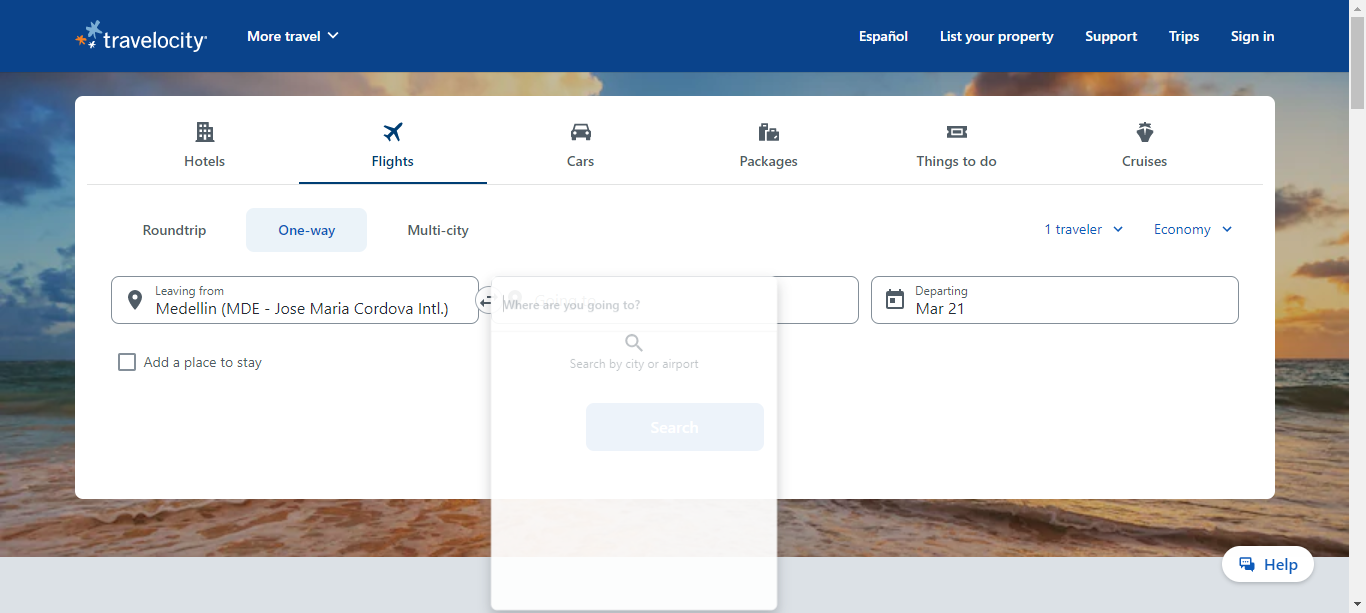 travelocity
More travel
Español
List your property
Support
Trips
Sign in
Hotels
Flights
Cars
Packages
Things to do
Cruises
Roundtrip
One-way
Multi-city
1 traveler
Economy
Leaving from
Medellin (MDE - Jose Maria Cordova Intl.)
Where are you going to?
Departing
Mar 21
Search by city or airport
Add a place to stay
Search
Help